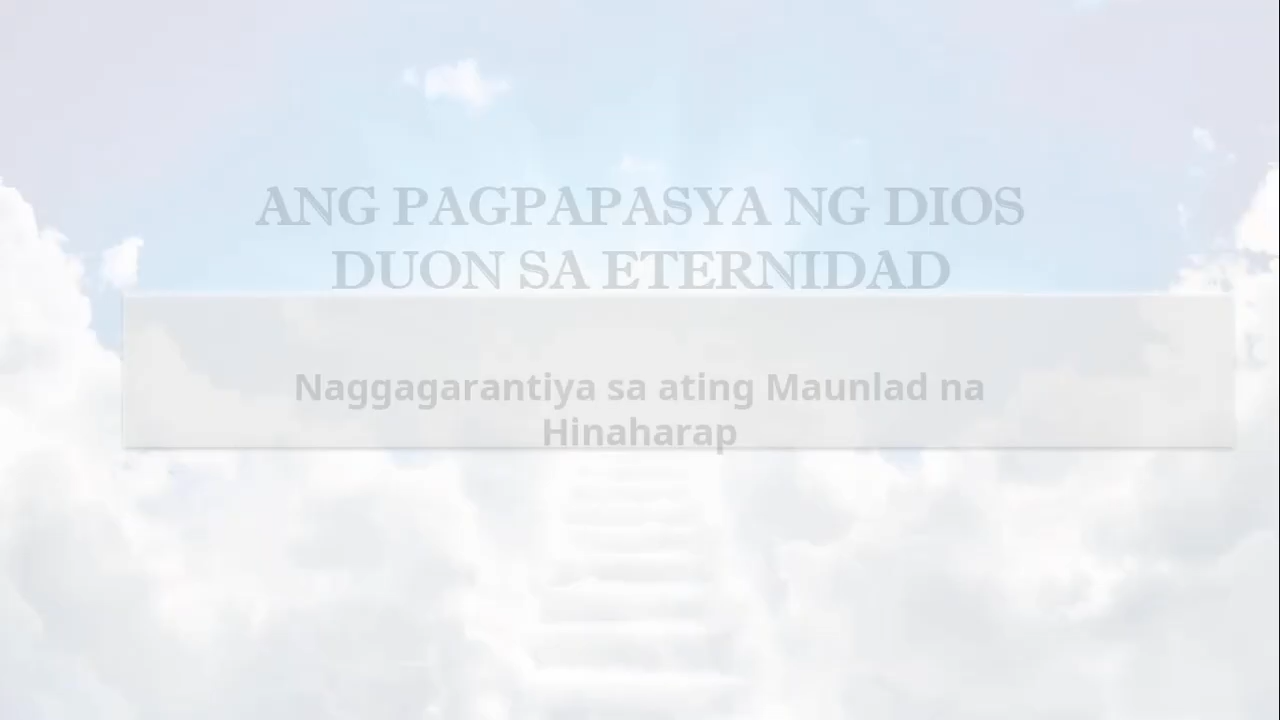 ANG PAGPAPASYA NG DIOS
DUON SA ETERNIDAD
Naggagarantiya sa ating Maunlad na
Hinaharap